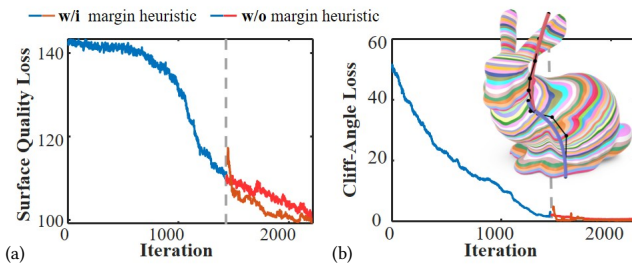 w/i margin heuristic w/o margin heuristic
140
120
100
Surface Quality Loss
0 1000 2000
Iteration
(a)
60
40
20
0
Cliff-Angle Loss
0 1000 2000
Iteration
(b)